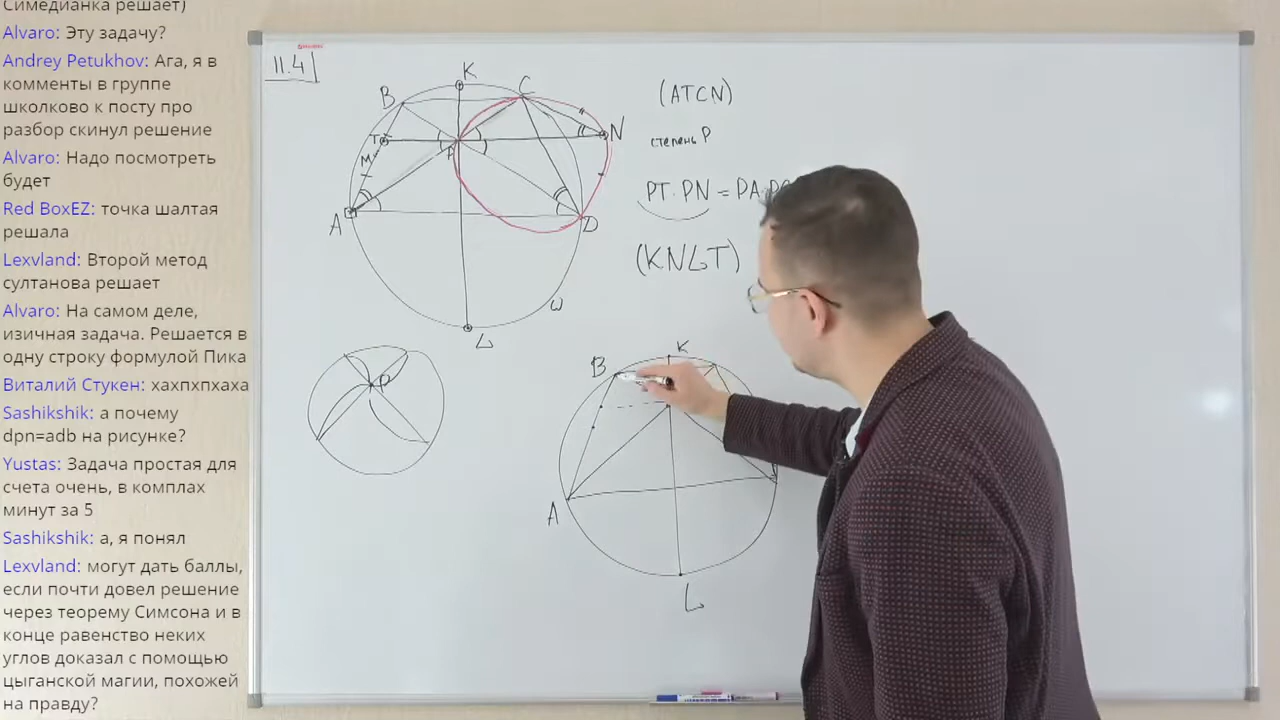 Симедианка решает)
Alvaro: Эту задачу?
Andrey Petukhov: Ага, я в
комменты в группе
школково к посту про
разбор скинул решение
Alvaro: Надо посмотреть
будет
Red BoxEZ: точка шалтая
решала
Lexvland: Второй метод
султанова решает
Alvaro: На самом деле,
изичная задача. Решается в
одну строку формулой Пика
Виталий Стукен: хахпхпхаха
Sashikshik: а почему
dpn=adb на рисунке?
Yustas: Задача простая для
счета очень, в комплах
минут за 5
Sashikshik: а, я понял
Lexvland: могут дать баллы,
если почти довел решение
через теорему Симсона и в
конце равенство неких
углов доказал с помощью
цыганской магии, похожей
на правду?
11.4
K
B
C
T
P
N
M
A
D
ω
L
(ATCN)
степень P
PT·PN = PA·
(KNLT)
P
K
B
A
L